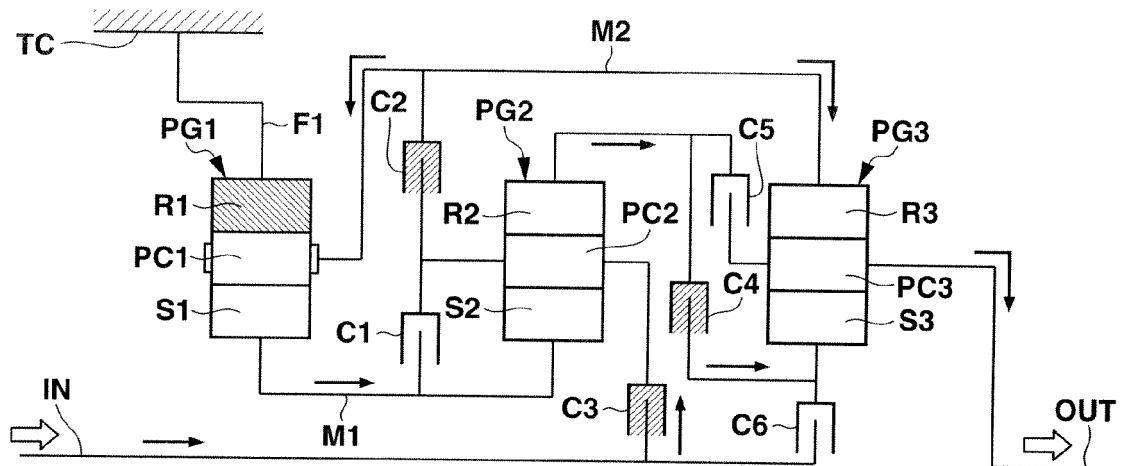 TC
M2
C2
PG2
C5
PG1
F1
PG3
R1
R2
PC2
R3
PC1
C4
PC3
S1
C1
S2
S3
IN
C3
M1
C6
OUT